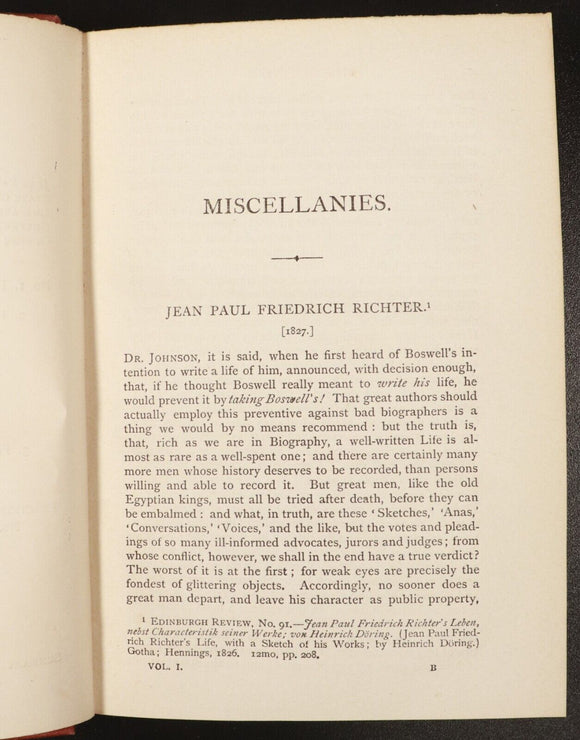 MISCELLANIES.
JEAN PAUL FRIEDRICH RICHTER.¹
[1827.]
DR. JOHNSON, it is said, when he first heard of Boswell's in-
tention to write a life of him, announced, with decision enough,
that, if he thought Boswell really meant to write his life, he
would prevent it by taking Boswell's! That great authors should
actually employ this preventive against bad biographers is a
thing we would by no means recommend: but the truth is,
that, rich as we are in Biography, a well-written Life is al-
most as rare as a well-spent one; and there are certainly many
more men whose history deserves to be recorded, than persons
willing and able to record it. But great men, like the old
Egyptian kings, must all be tried after death, before they can
be embalmed: and what, in truth, are these 'Sketches,' 'Anas,'
'Conversations,' 'Voices,' and the like, but the votes and plead-
ings of so many ill-informed advocates, jurors and judges; from
whose conflict, however, we shall in the end have a true verdict?
The worst of it is at the first; for weak eyes are precisely the
fondest of glittering objects. Accordingly, no sooner does a
great man depart, and leave his character as public property,
¹ EDINBURGH REVIEW, No. 91.—Jean Paul Friedrich Richter's Leben,
nebst Characteristik seiner Werke; von Heinrich Döring. (Jean Paul Fried-
rich Richter's Life, with a Sketch of his Works; by Heinrich Döring.)
Gotha; Hennings, 1826. 12mo, pp. 208.
VOL. I. B